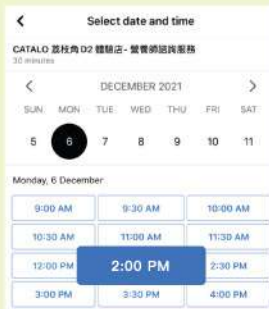 Select date and time
CATALO 荔枝角 D2 體驗店- 營養師諮詢服務
30 minutes
DECEMBER 2021
SUN MON TUE WED THU FRI SAT
5 6 7 8 9 10 11
Monday, 6 December
9:00 AM 9:30 AM 10:00 AM
10:30 AM 11:00 AM 11:30 AM
12:00 PM 2:00 PM 2:30 PM
3:00 PM 3:30 PM 4:00 PM